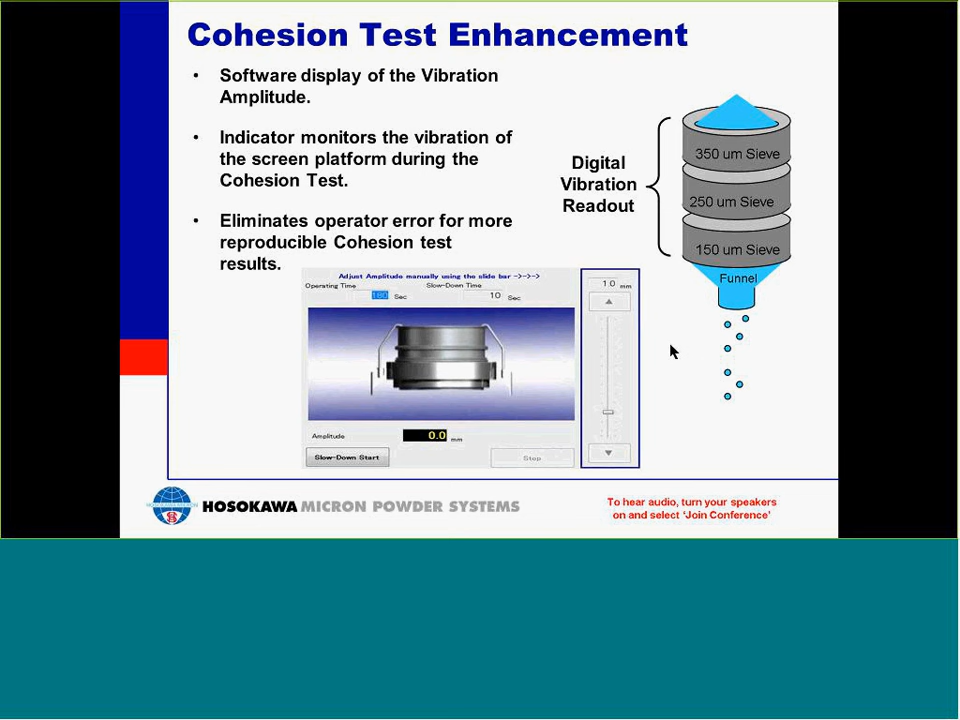 Cohesion Test Enhancement
• Software display of the Vibration
Amplitude.
• Indicator monitors the vibration of
the screen platform during the
Cohesion Test.
• Eliminates operator error for more
reproducible Cohesion test
results.
Digital
Vibration
Readout
350 um Sieve
250 um Sieve
150 um Sieve
Funnel
Adjust Amplitude manually using the slide bar ->->->
Operating Time
180 Sec
Slow-Down Time
10 Sec
1.0 mm
Amplitude 0.0 mm
Slow-Down Start
Stop
HOSOKAWA MICRON POWDER SYSTEMS
To hear audio, turn your speakers
on and select ‘Join Conference’